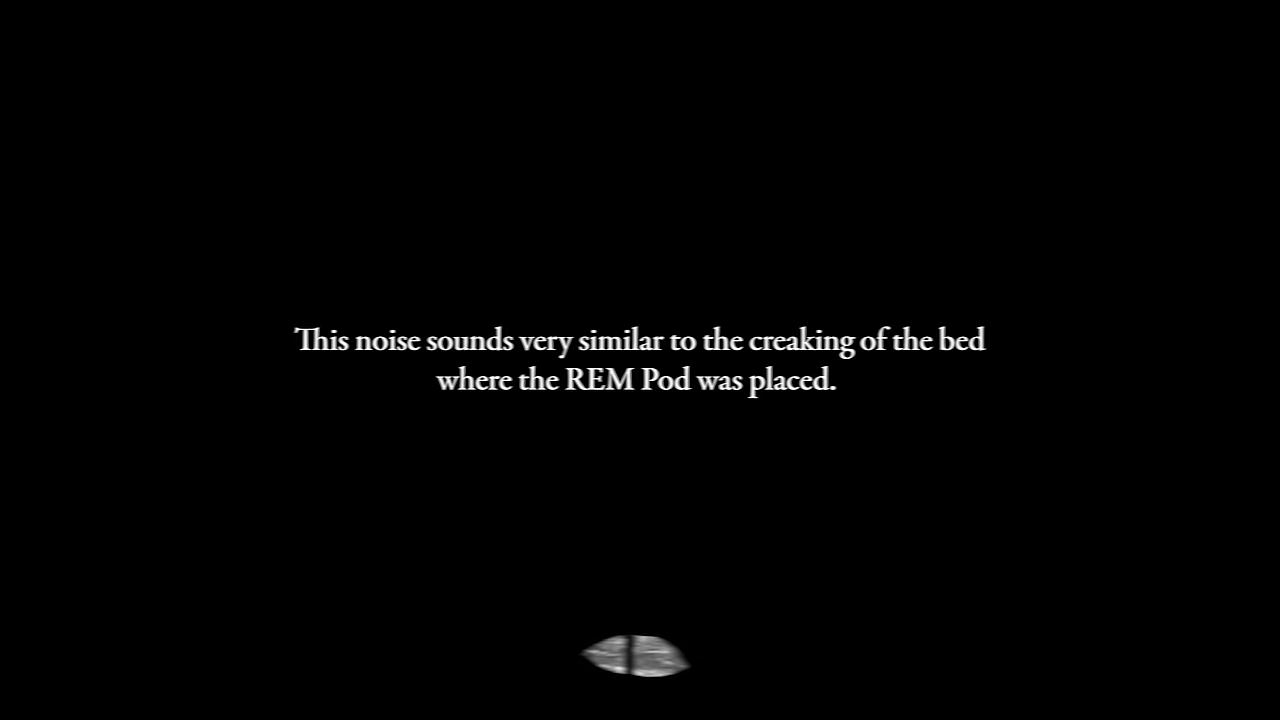 This noise sounds very similar to the creaking of the bed
where the REM Pod was placed.